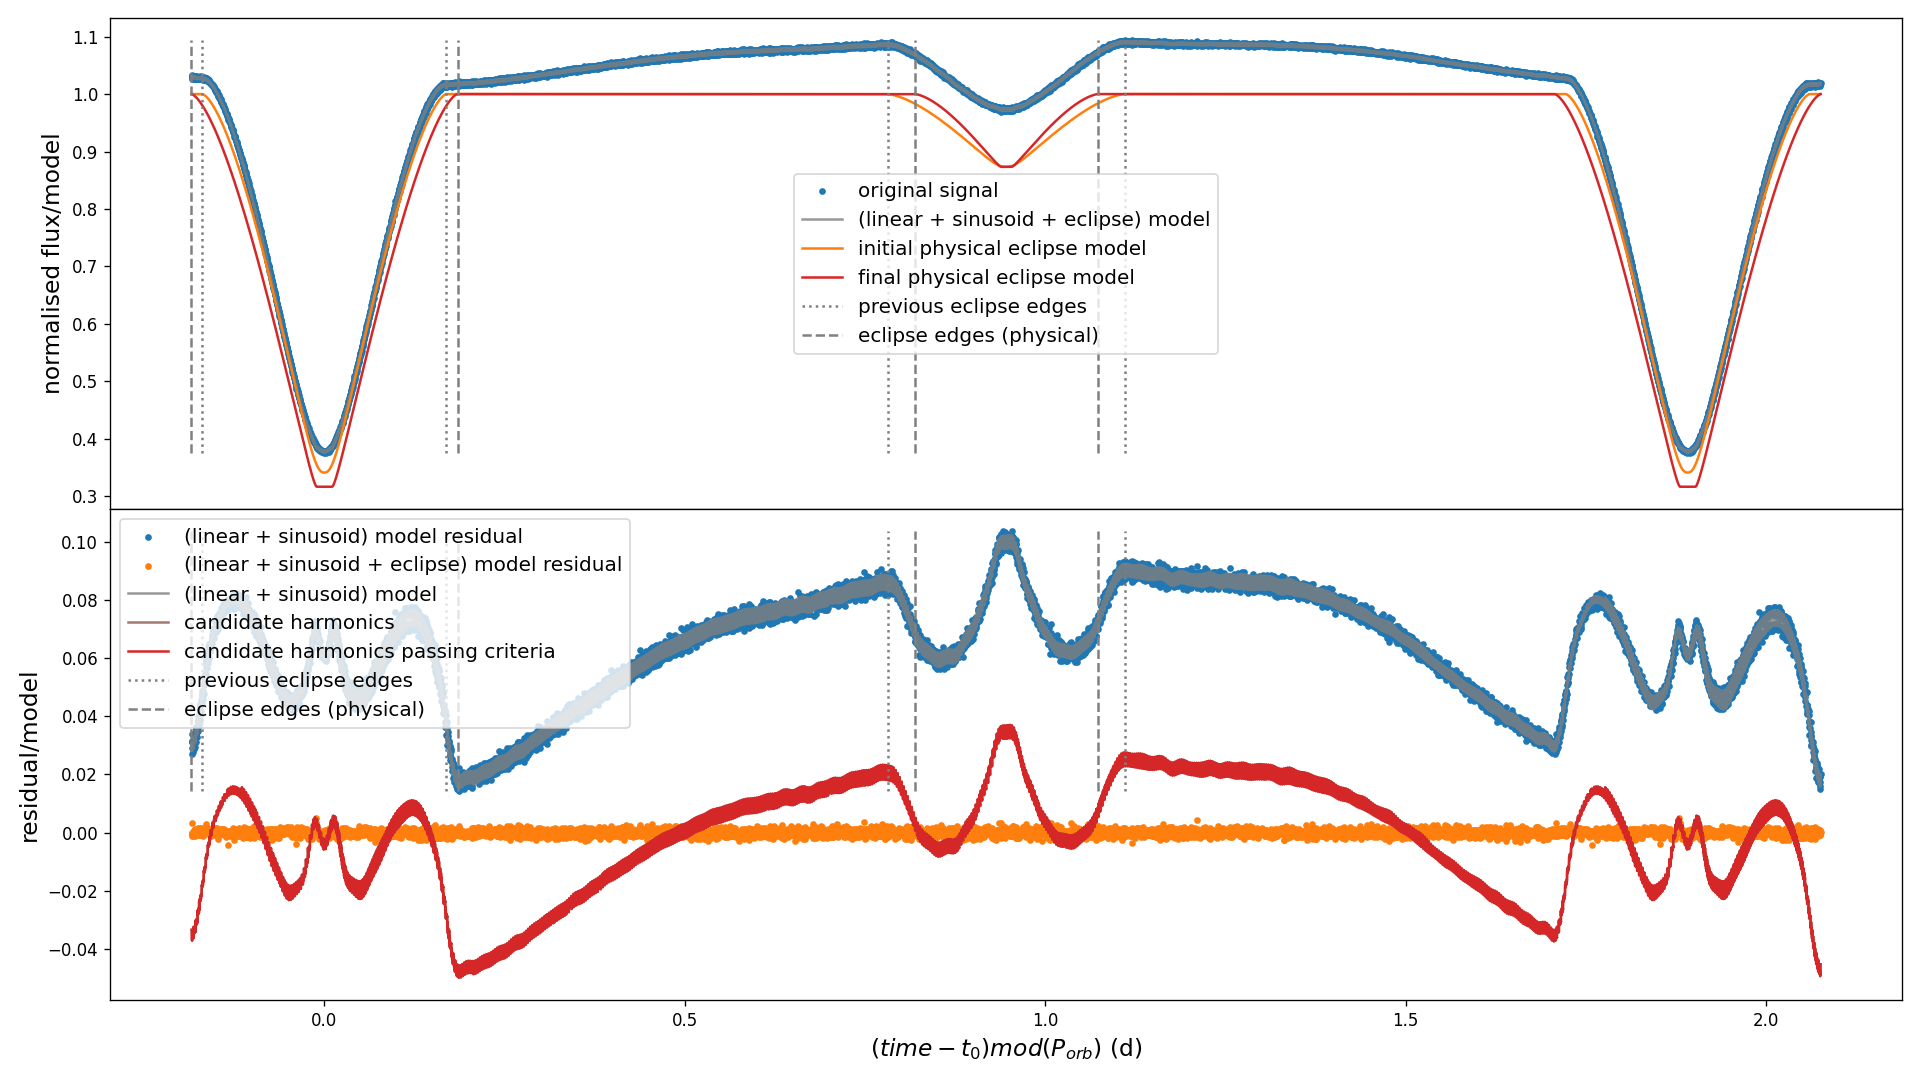 normalised flux/model
1.1
1.0
0.9
0.8
0.7
0.6
0.5
0.4
0.3
original signal
(linear + sinusoid + eclipse) model
initial physical eclipse model
final physical eclipse model
previous eclipse edges
eclipse edges (physical)
residual/model
0.10
0.08
0.06
0.04
0.02
0.00
−0.02
−0.04
(linear + sinusoid) model residual
(linear + sinusoid + eclipse) model residual
(linear + sinusoid) model
candidate harmonics
candidate harmonics passing criteria
previous eclipse edges
eclipse edges (physical)
0.0 0.5 1.0 1.5 2.0
(time − t₀)mod(Pₒᵣb) (d)